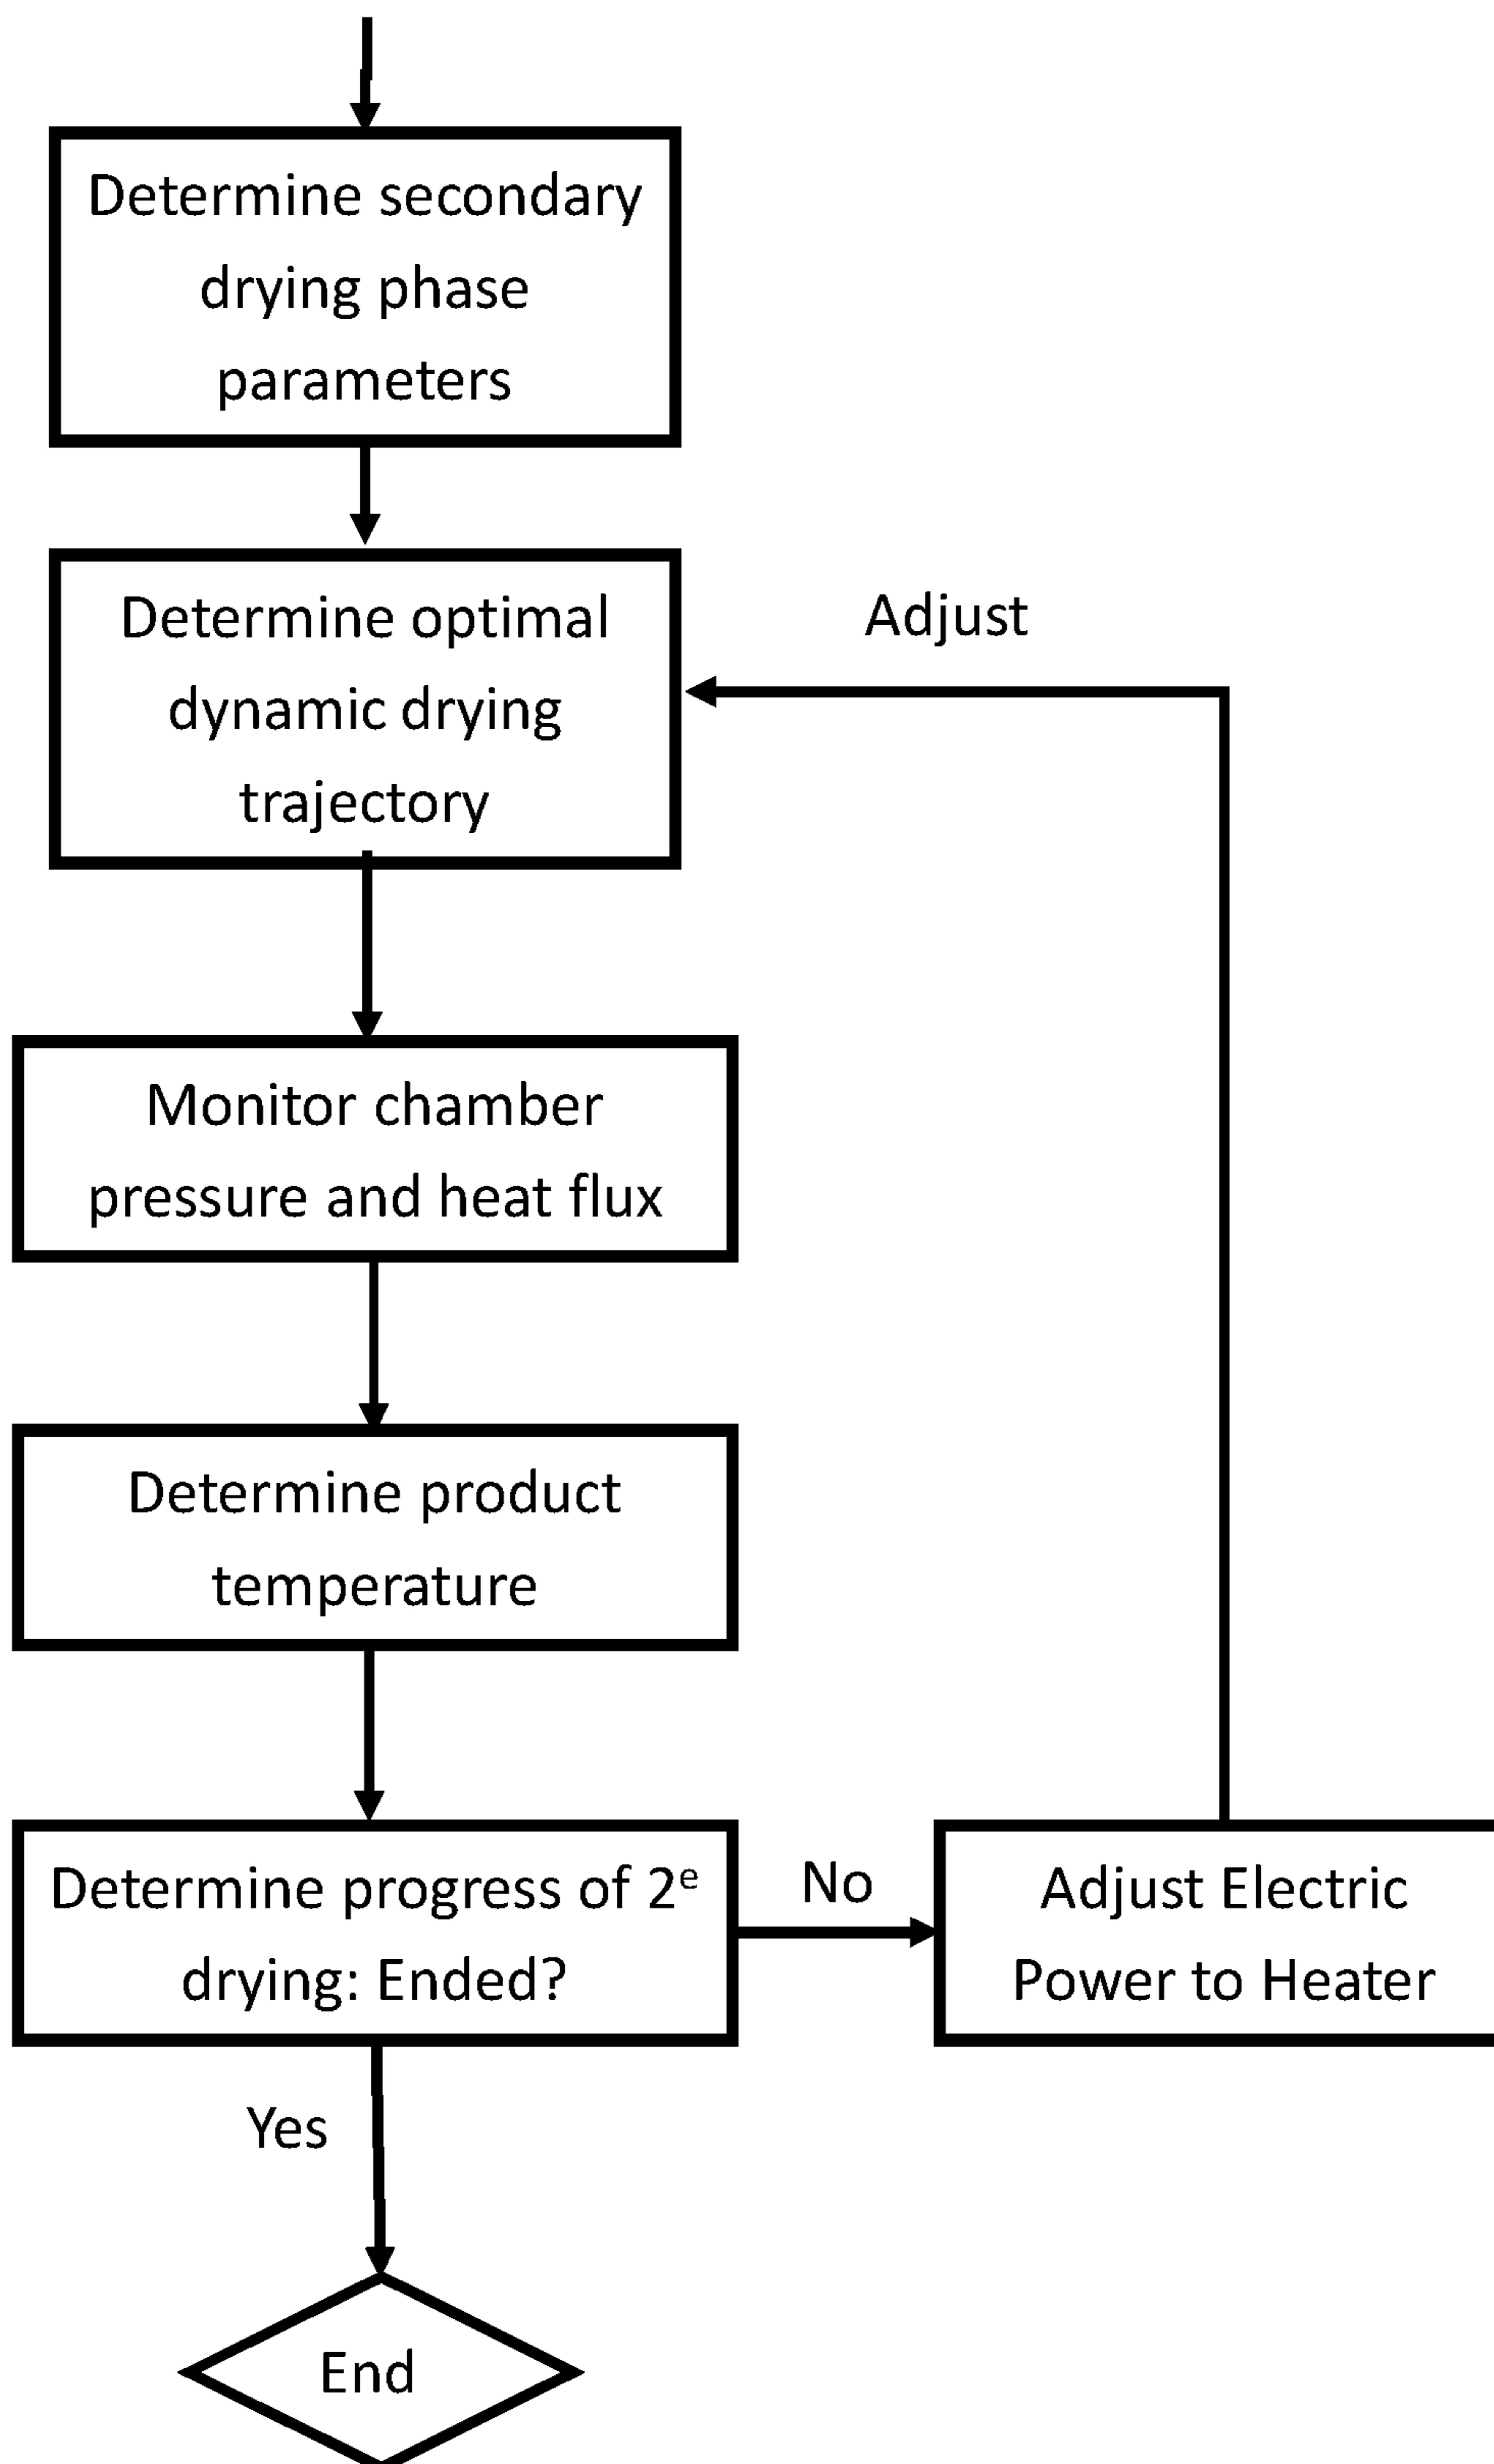 Determine secondary
drying phase
parameters
Determine optimal
dynamic drying
trajectory
Adjust
Monitor chamber
pressure and heat flux
Determine product
temperature
Determine progress of 2ᵉ
drying: Ended?
No
Adjust Electric
Power to Heater
Yes
End